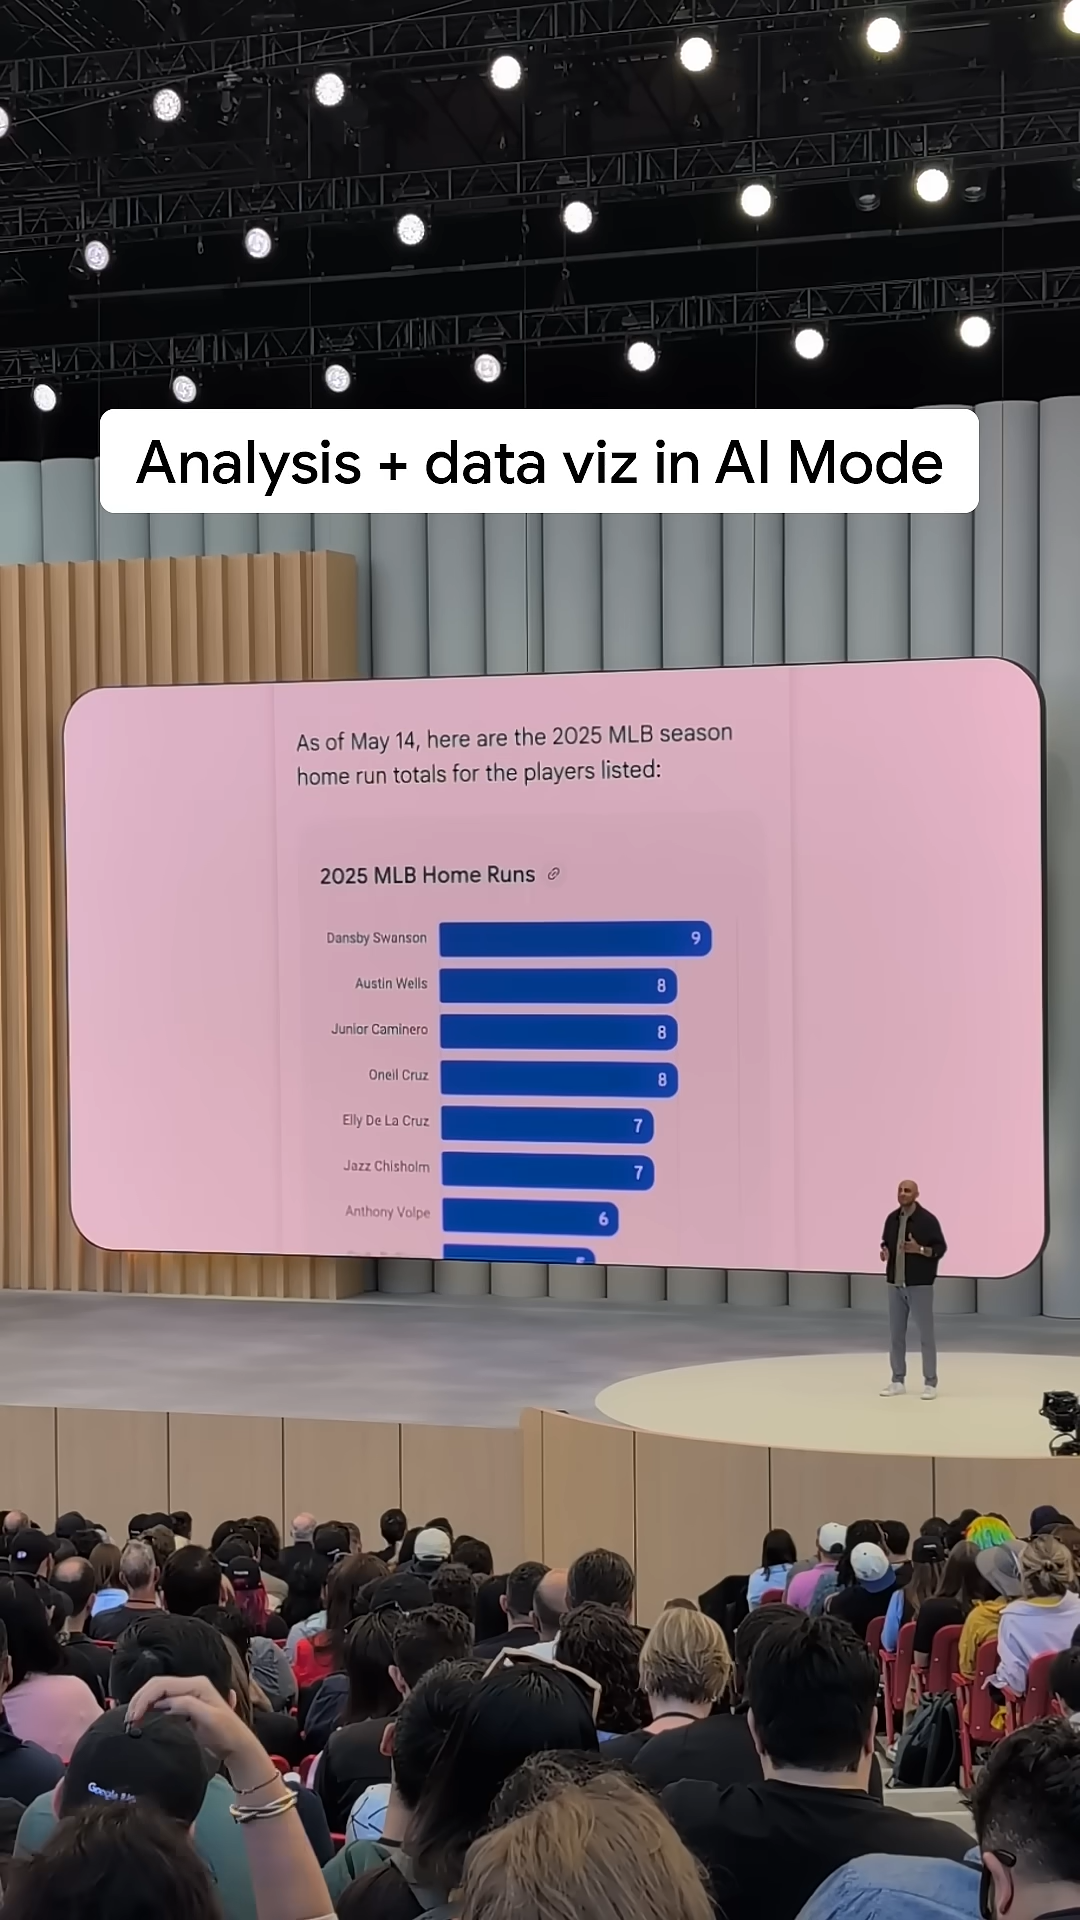 Analysis + data viz in AI Mode
As of May 14, here are the 2025 MLB season
home run totals for the players listed:
2025 MLB Home Runs
Dansby Swanson 9
Austin Wells 8
Junior Caminero 8
Oneil Cruz 8
Elly De La Cruz 7
Jazz Chisholm 7
Anthony Volpe 6
Google